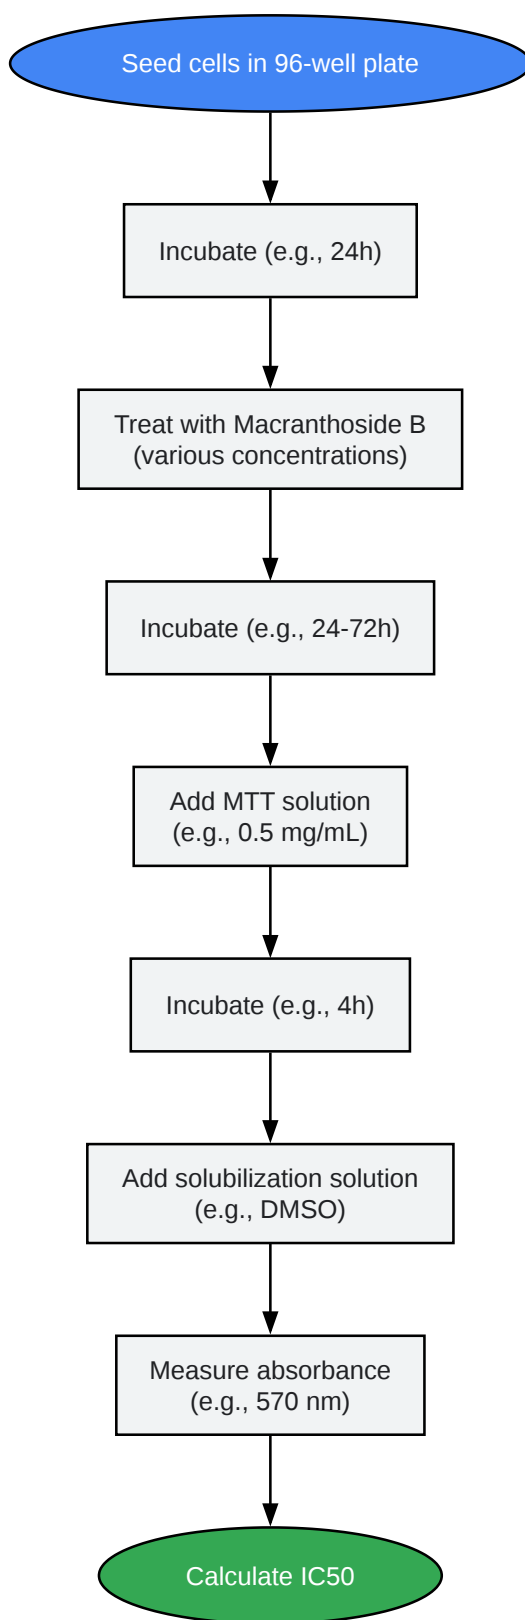 Seed cells in 96-well plate
Incubate (e.g., 24h)
Treat with Macranthoside B
(various concentrations)
Incubate (e.g., 24-72h)
Add MTT solution
(e.g., 0.5 mg/mL)
Incubate (e.g., 4h)
Add solubilization solution
(e.g., DMSO)
Measure absorbance
(e.g., 570 nm)
Calculate IC50